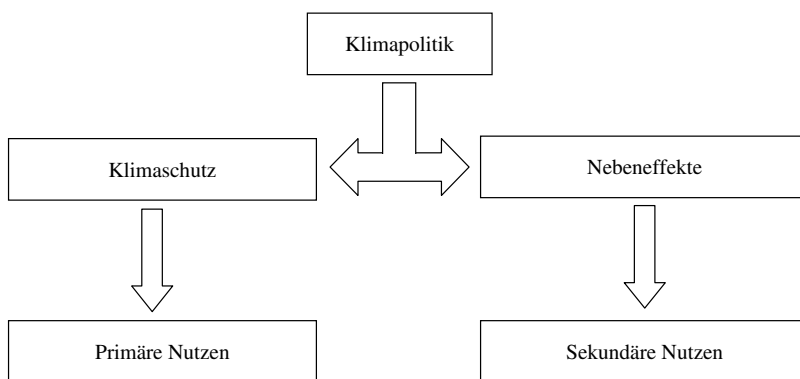 Klimapolitik
Klimaschutz
Nebeneffekte
Primäre Nutzen
Sekundäre Nutzen